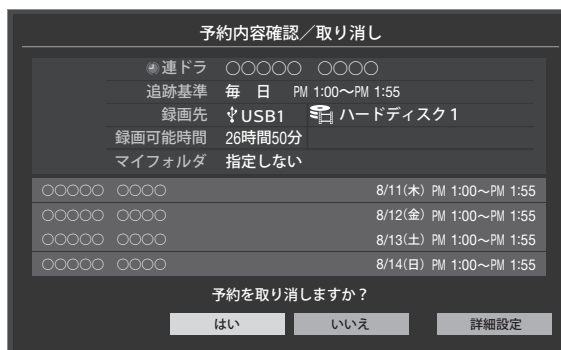 予約内容確認／取り消し
連ドラ ○○○○○ ○○○○
追跡基準 毎 日 PM 1:00～PM 1:55
録画先 USB1 ハードディスク1
録画可能時間 26時間50分
マイフォルダ 指定しない
○○○○○ ○○○○ 8/11(木) PM 1:00～PM 1:55
○○○○○ ○○○○ 8/12(金) PM 1:00～PM 1:55
○○○○○ ○○○○ 8/13(土) PM 1:00～PM 1:55
○○○○○ ○○○○ 8/14(日) PM 1:00～PM 1:55
予約を取り消しますか？
はい いいえ 詳細設定